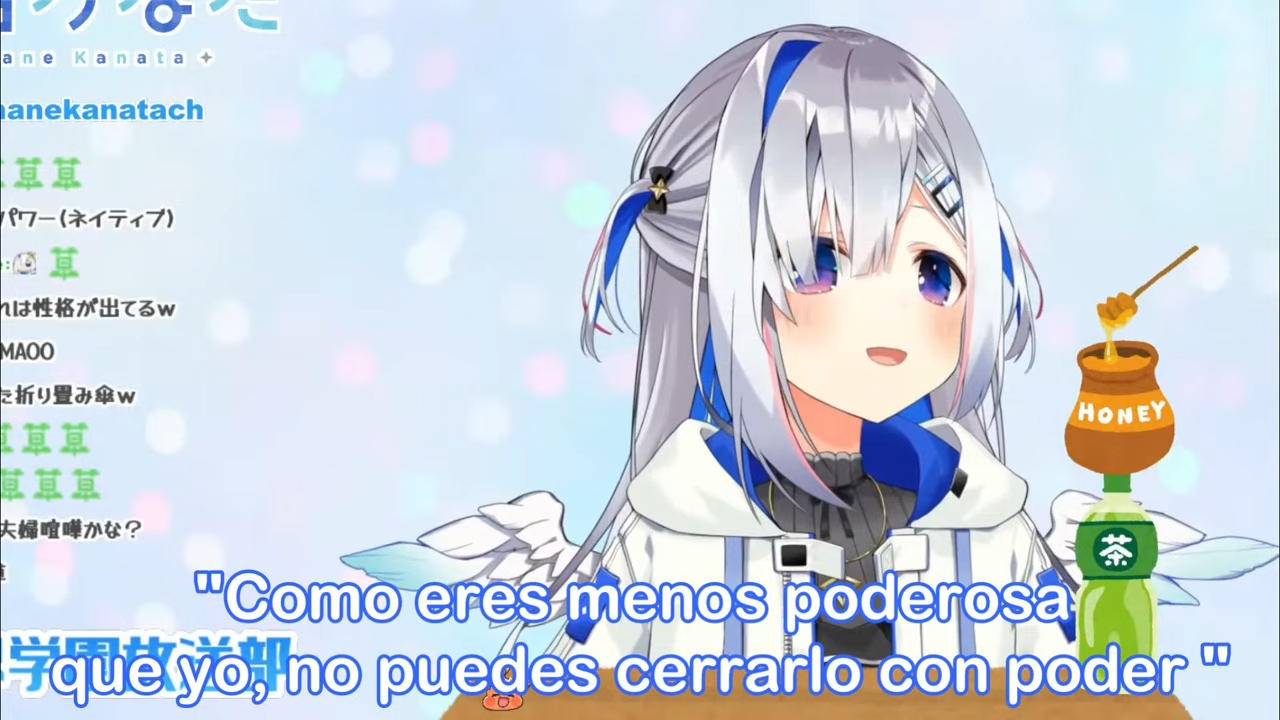 ane Kanata
anekanatach
草草
パワー(ネイティブ)
草
れは性格が出てるw
MAOO
た折り畳み傘w
草草草
草草草
夫婦喧嘩かな?
HONEY
茶
学園放送部
"Como eres menos poderosa
que yo, no puedes cerrarlo con poder "